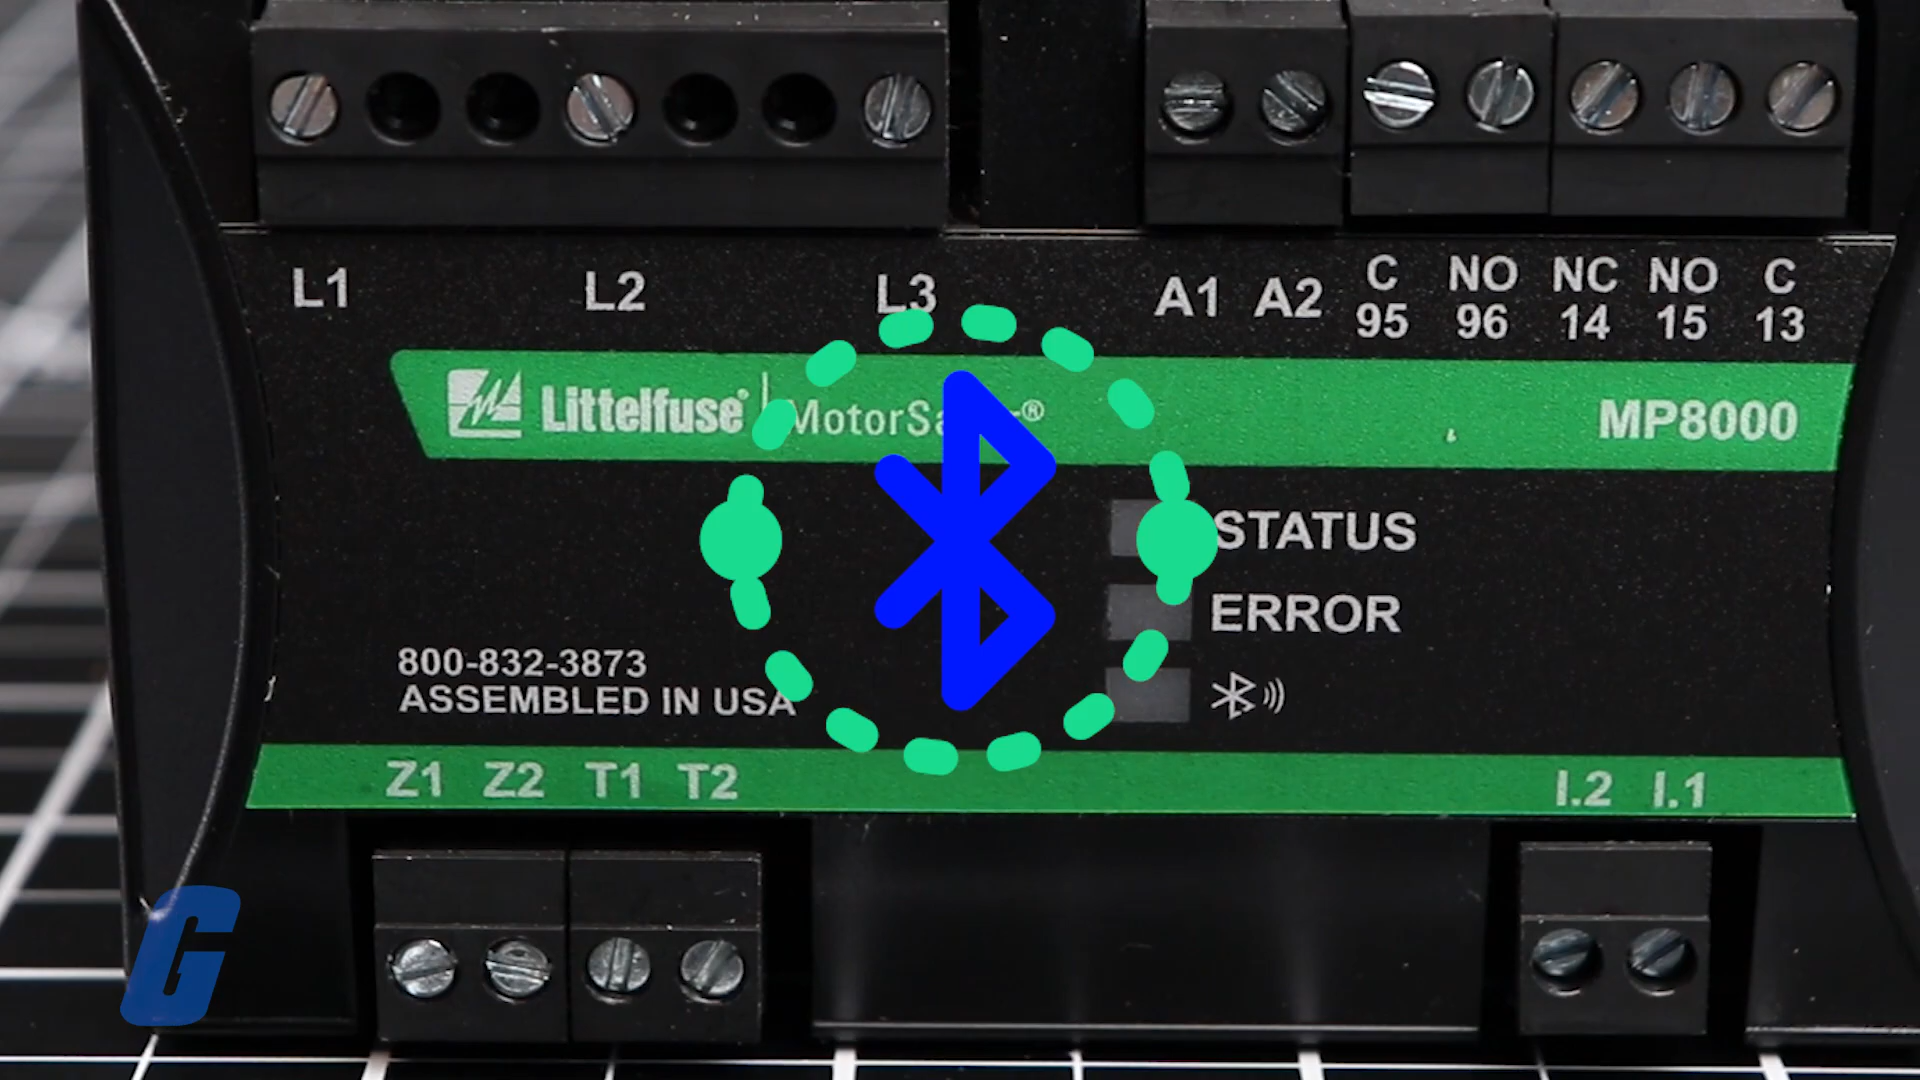 L1 L2 L3 A1 A2 C 95 NO 96 NC 14 NO 15 C 13
Littelfuse® ®
MP8000
STATUS
ERROR
800-832-3873
ASSEMBLED IN USA
Z1 Z2 T1 T2 I.2 I.1
G